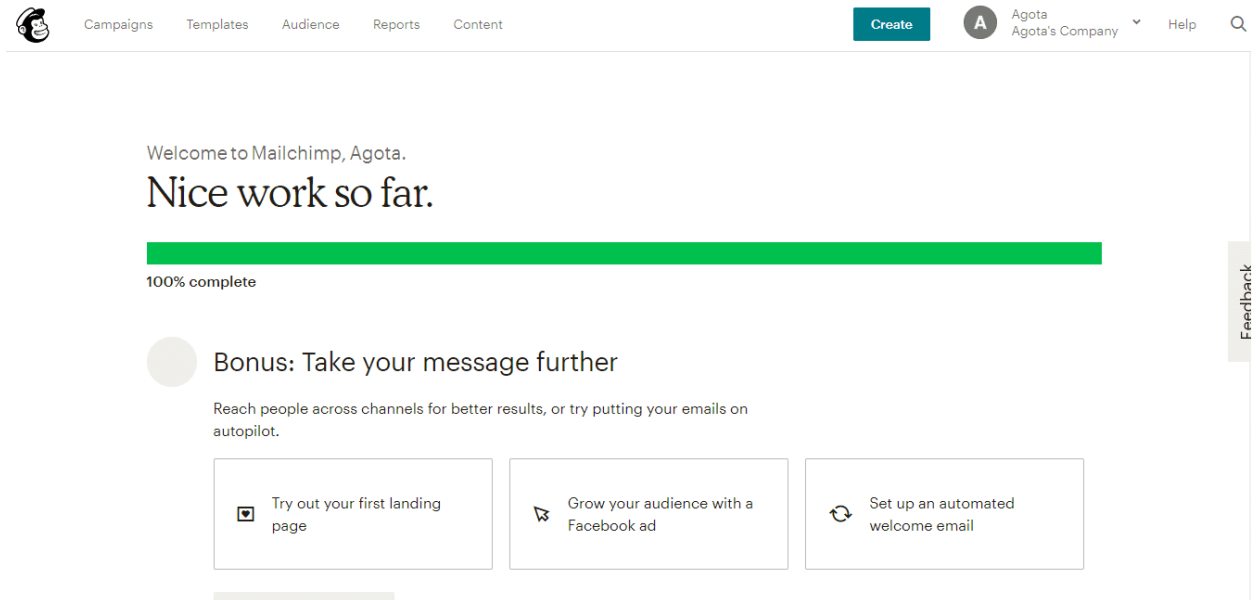 Campaigns Templates Audience Reports Content Create A Agota Help
Agota's Company
Welcome to Mailchimp, Agota.
Nice work so far.
100% complete
Feedback
Bonus: Take your message further
Reach people across channels for better results, or try putting your emails on
autopilot.
Try out your first landing
page
Grow your audience with a
Facebook ad
Set up an automated
welcome email